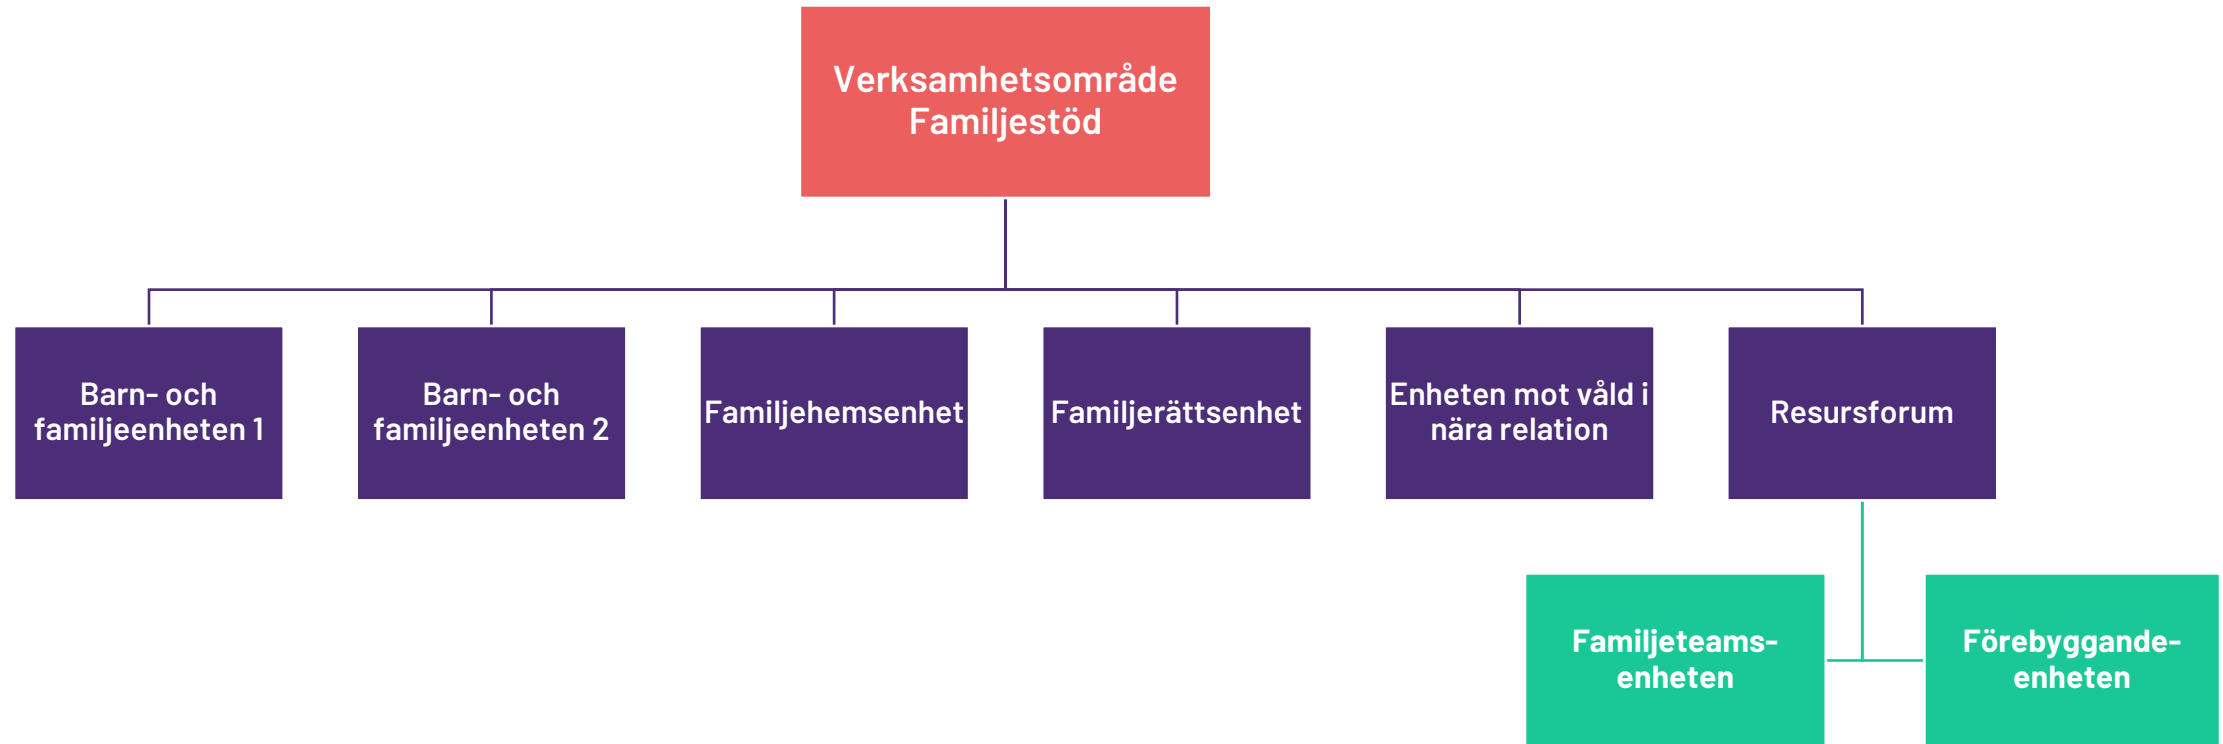 Verksamhetsområde
Familjestöd
Barn- och
familjeenheten 1
Barn- och
familjeenheten 2
Familjehemsenhet
Familjerättsenhet
Enheten mot våld i
nära relation
Resursforum
Familjeteams-
enheten
Förebyggande-
enheten